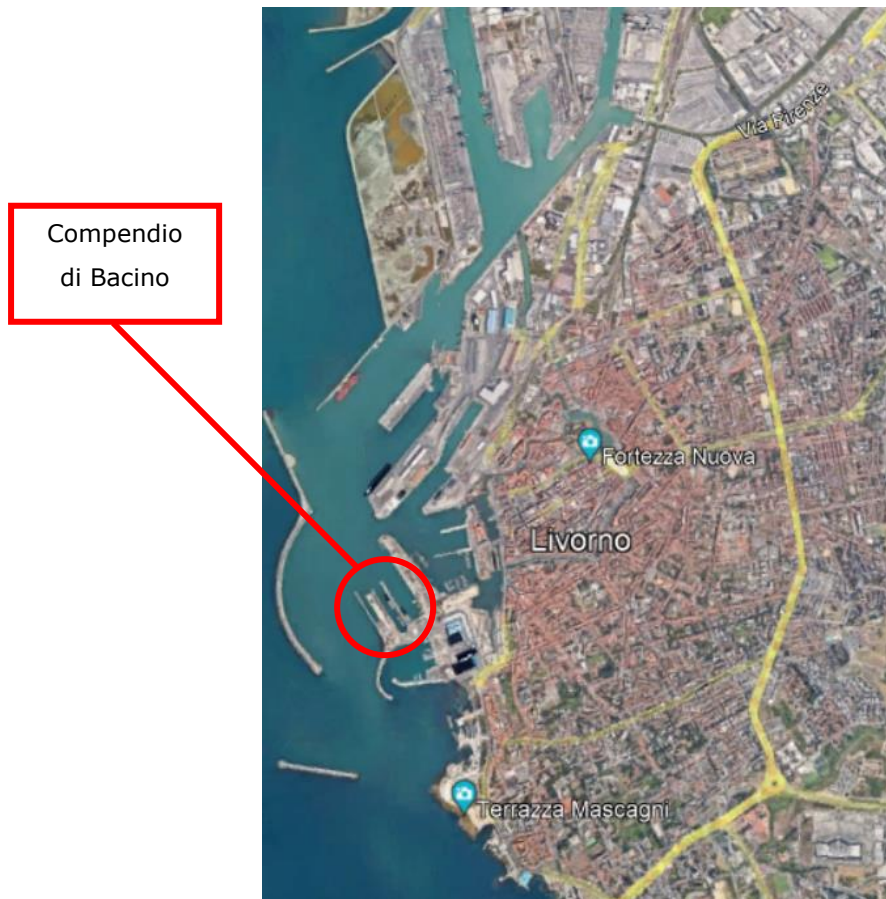 Via Firenze
Compendio
di Bacino
Fortezza Nuova
Livorno
Terrazza Mascagni